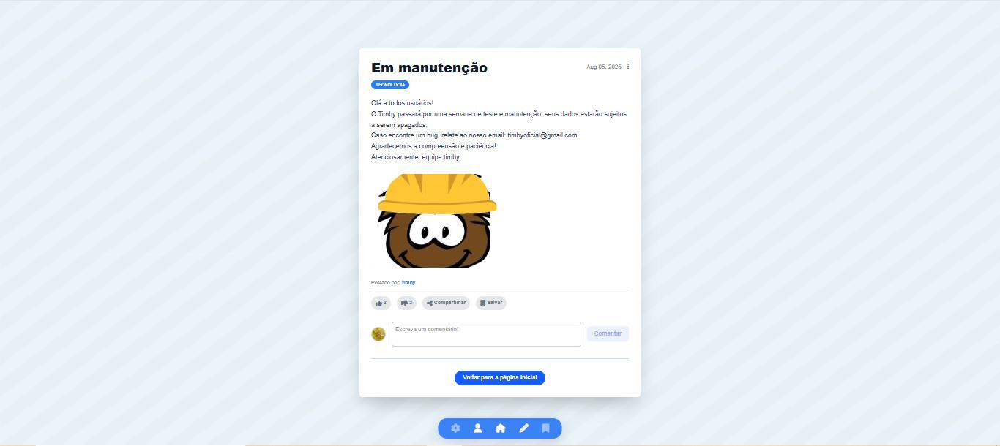 Em manutenção
Aug 05, 2025
TECNOLOGIA
Olá a todos usuários!
O Timby passará por uma semana de teste e manutenção, seus dados estarão sujeitos
a serem apagados.
Caso encontre um bug, relate ao nosso email: timbyoficial@gmail.com
Agradecemos a compreensão e paciência!
Atenciosamente, equipe timby.
Postado por: timby
3 2 Compartilhar Salvar
Escreva um comentário!
Comentar
Voltar para a página inicial